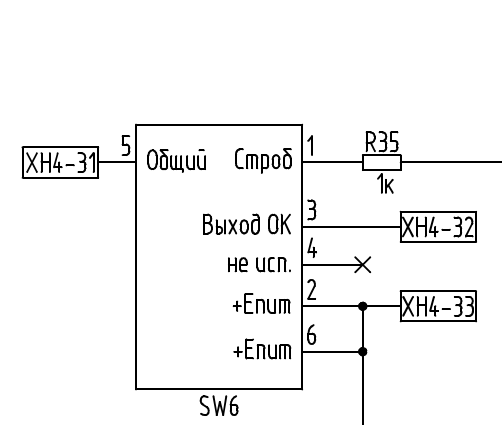 R35
5
1
XH4-31
Общий
Строб
1к
3
Выход ОК
XH4-32
4
не исп.
2
+Епит
XH4-33
6
+Епит
SW6